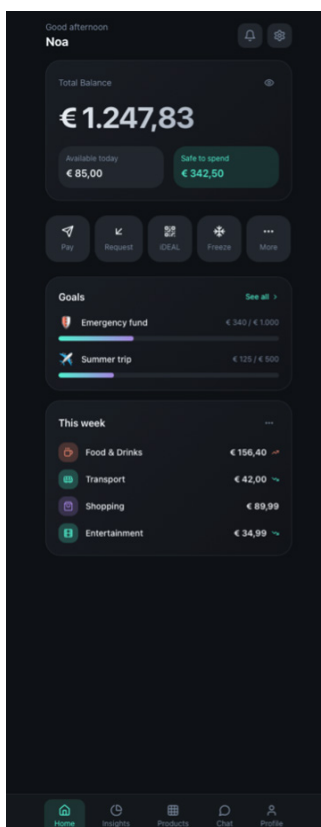 Good afternoon
Noa
Total Balance
€ 1.247,83
Available today
€ 85,00
Safe to spend
€ 342,50
Pay
Request
iDEAL
Freeze
More
Goals
See all >
Emergency fund
€ 340 / € 1.000
Summer trip
€ 125 / € 500
This week
Food & Drinks
€ 156,40
Transport
€ 42,00
Shopping
€ 89,99
Entertainment
€ 34,99
Home
Insights
Products
Chat
Profile